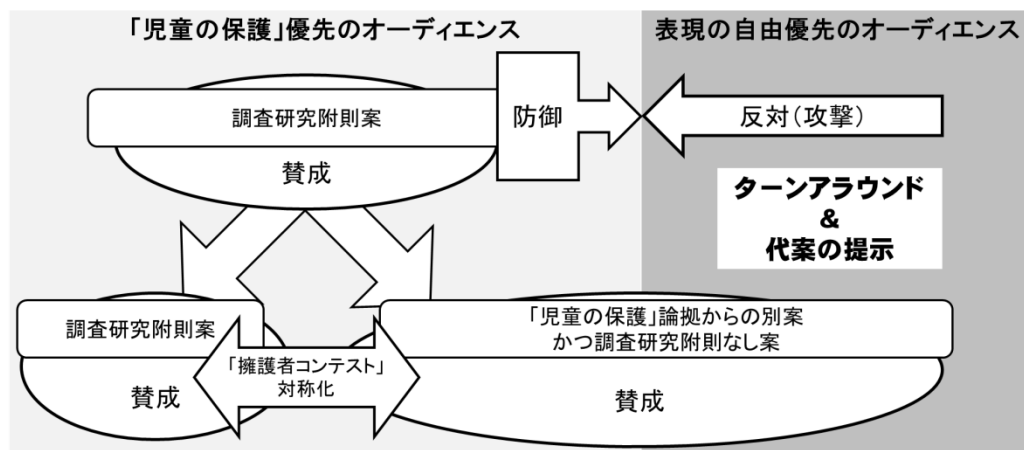 「児童の保護」優先のオーディエンス
表現の自由優先のオーディエンス
調査研究附則案
防御
反対（攻撃）
賛成
ターンアラウンド
＆
代案の提示
調査研究附則案
「児童の保護」論拠からの別案
かつ調査研究附則なし案
「擁護者コンテスト」
対称化
賛成
賛成